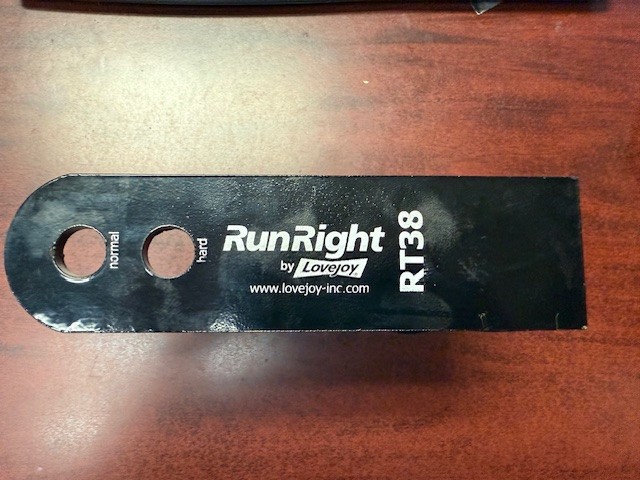 normal
hard
RunRight
by Lovejoy
www.lovejoy-inc.com
RT38